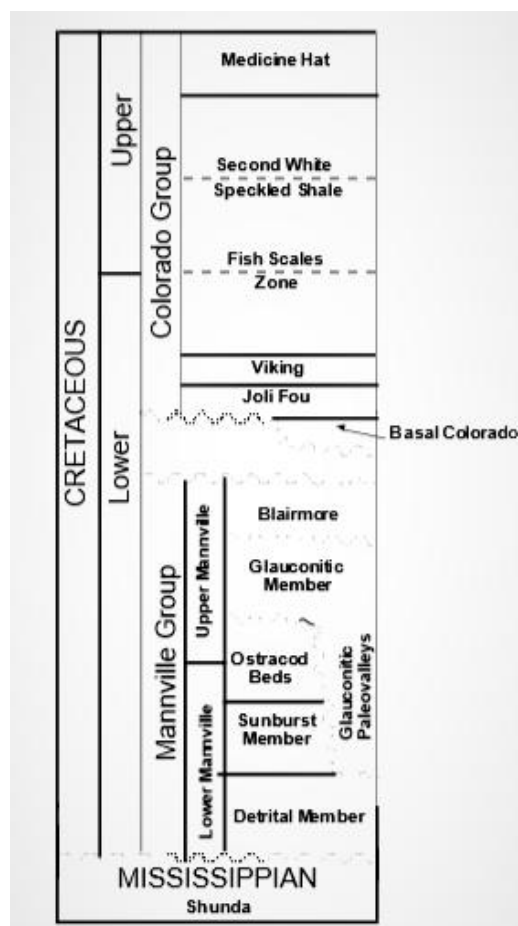 Medicine Hat
Upper
Second White
Speckled Shale
Colorado Group
Fish Scales
Zone
CRETACEOUS
Viking
Joli Fou
Basal Colorado
Lower
Blairmore
Upper Mannville
Glauconitic
Member
Mannville Group
Ostracod
Beds
Glauconitic
Paleovalleys
Sunburst
Member
Lower Mannville
Detrital Member
MISSISSIPPIAN
Shunda